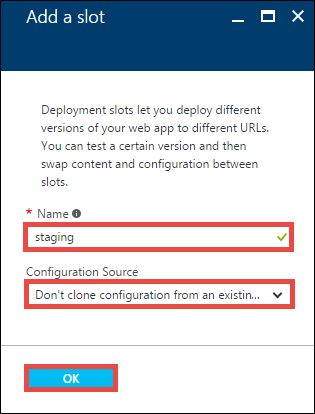 Add a slot
Deployment slots let you deploy different
versions of your web app to different URLs.
You can test a certain version and then
swap content and configuration between
slots.
* Name
staging
Configuration Source
Don't clone configuration from an existin...
OK